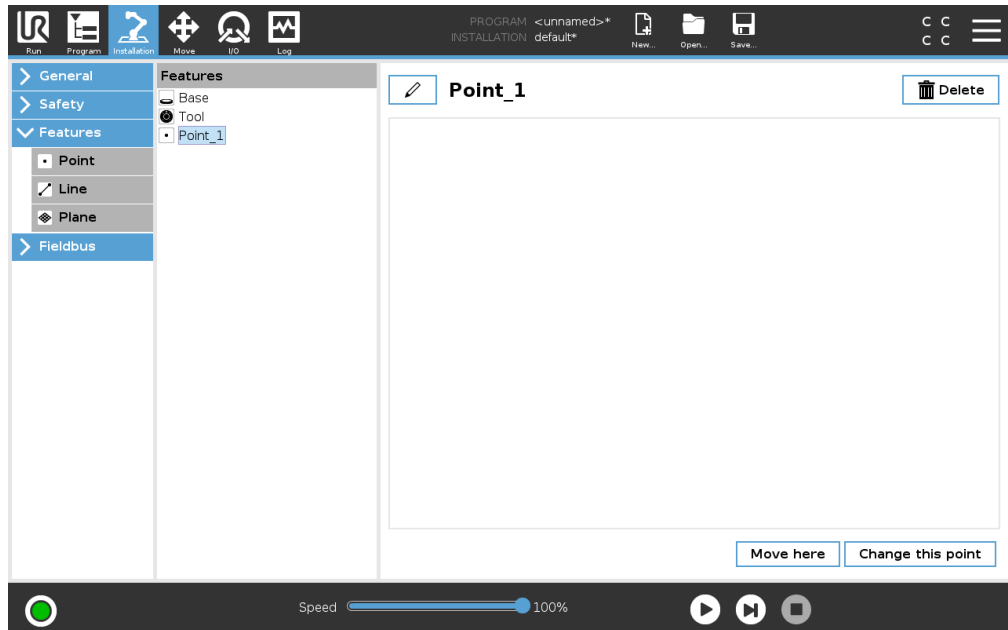 PROGRAM <unnamed>*
INSTALLATION default*
Run Program Installation Move I/O Log New... Open... Save...
C C
C C
General
Safety
Features
Point
Line
Plane
Fieldbus
Features
Base
Tool
Point_1
Point_1
Delete
Move here
Change this point
Speed 100%